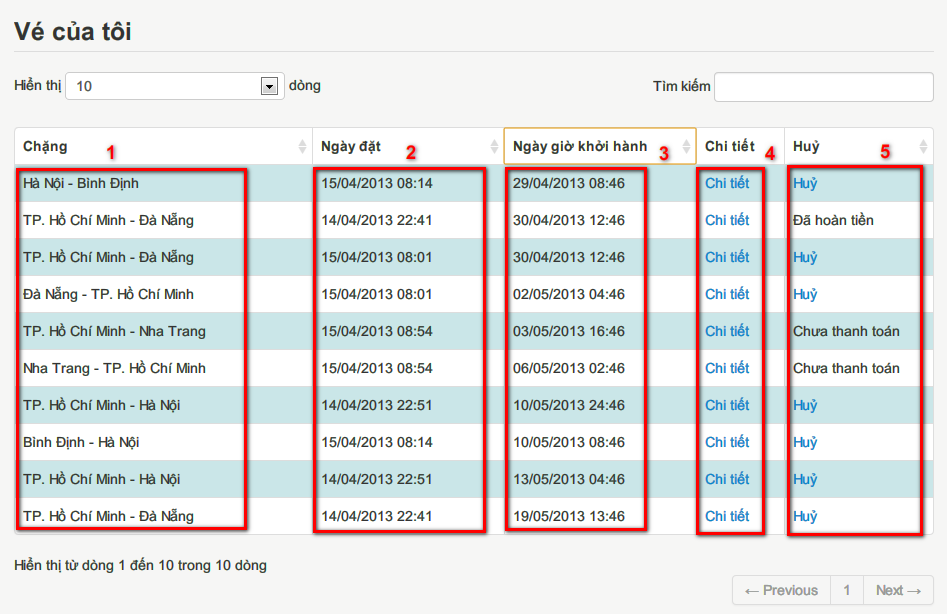 Vé của tôi
Hiển thị 10 dòng Tìm kiếm
Chặng 1 Ngày đặt 2 Ngày giờ khởi hành 3 Chi tiết 4 Huỷ 5
Hà Nội - Bình Định 15/04/2013 08:14 29/04/2013 08:46 Chi tiết Huỷ
TP. Hồ Chí Minh - Đà Nẵng 14/04/2013 22:41 30/04/2013 12:46 Chi tiết Đã hoàn tiền
TP. Hồ Chí Minh - Đà Nẵng 15/04/2013 08:01 30/04/2013 12:46 Chi tiết Huỷ
Đà Nẵng - TP. Hồ Chí Minh 15/04/2013 08:01 02/05/2013 04:46 Chi tiết Huỷ
TP. Hồ Chí Minh - Nha Trang 15/04/2013 08:54 03/05/2013 16:46 Chi tiết Chưa thanh toán
Nha Trang - TP. Hồ Chí Minh 15/04/2013 08:54 06/05/2013 02:46 Chi tiết Chưa thanh toán
TP. Hồ Chí Minh - Hà Nội 14/04/2013 22:51 10/05/2013 24:46 Chi tiết Huỷ
Bình Định - Hà Nội 15/04/2013 08:14 10/05/2013 08:46 Chi tiết Huỷ
TP. Hồ Chí Minh - Hà Nội 14/04/2013 22:51 13/05/2013 04:46 Chi tiết Huỷ
TP. Hồ Chí Minh - Đà Nẵng 14/04/2013 22:41 19/05/2013 13:46 Chi tiết Huỷ
Hiển thị từ dòng 1 đến 10 trong 10 dòng
← Previous 1 Next →